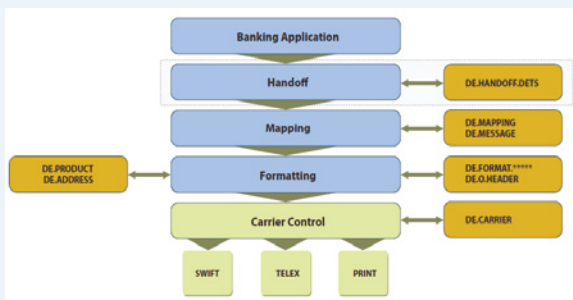 Banking Application
Handoff
DE.HANDOFF.DETS
Mapping
DE.MAPPING
DE.MESSAGE
DE.PRODUCT
DE.ADDRESS
Formatting
DE.FORMAT.*****
DE.O.HEADER
Carrier Control
DE.CARRIER
SWIFT
TELEX
PRINT